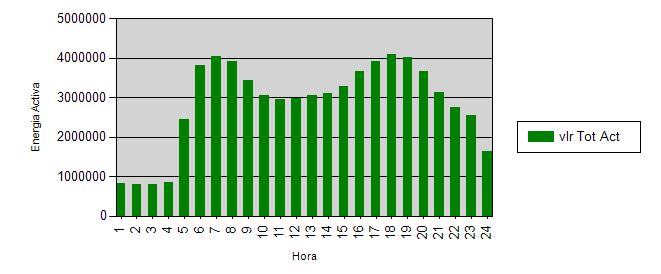 5000000
4000000
3000000
2000000
1000000
0
Energia Activa
1 2 3 4 5 6 7 8 9 10 11 12 13 14 15 16 17 18 19 20 21 22 23 24
Hora
vlr Tot Act